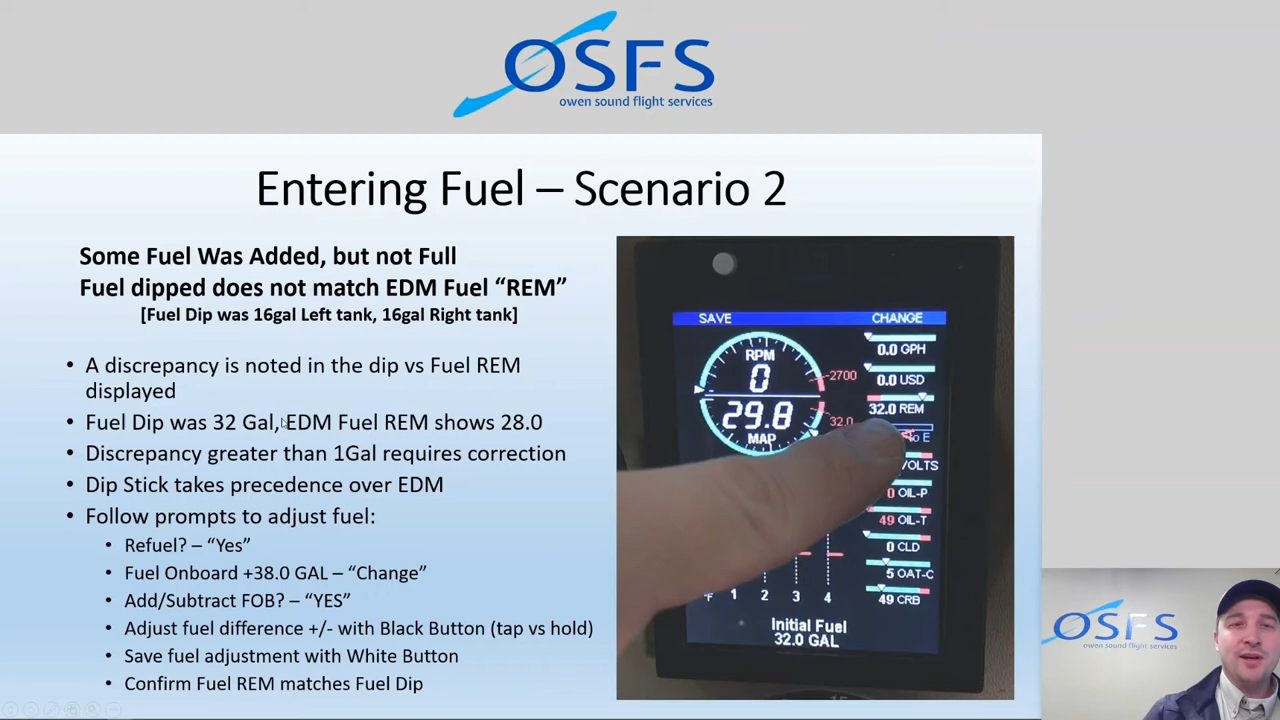 OSFS
owen sound flight services
Entering Fuel – Scenario 2
Some Fuel Was Added, but not Full
Fuel dipped does not match EDM Fuel “REM”
[Fuel Dip was 16gal Left tank, 16gal Right tank]
• A discrepancy is noted in the dip vs Fuel REM
displayed
• Fuel Dip was 32 Gal, EDM Fuel REM shows 28.0
• Discrepancy greater than 1Gal requires correction
• Dip Stick takes precedence over EDM
• Follow prompts to adjust fuel:
• Refuel? – “Yes”
• Fuel Onboard +38.0 GAL – “Change”
• Add/Subtract FOB? – “YES”
• Adjust fuel difference +/- with Black Button (tap vs hold)
• Save fuel adjustment with White Button
• Confirm Fuel REM matches Fuel Dip
SAVE CHANGE
RPM
0
-2700
29.8
32.0
MAP
0.0 GPH
0.0 USD
32.0 REM
E
VOLTS
0 OIL-P
49 OIL-T
0 CLD
5 OAT-C
49 CRB
°F 1 2 3 4
Initial Fuel
32.0 GAL
OSFS
owen sound flight services